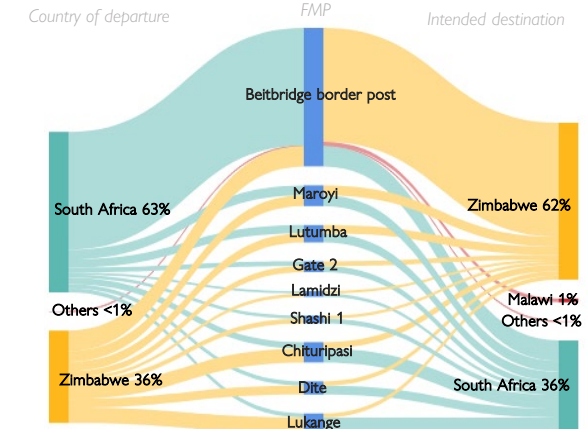 Country of departure
FMP
Intended destination
Beitbridge border post
South Africa 63%
Zimbabwe 62%
Maroyi
Lutumba
Gate 2
Lamidzi
Malawi 1%
Others <1%
Shashi 1
Others <1%
Chituripasi
Zimbabwe 36%
South Africa 36%
Dite
Lukange